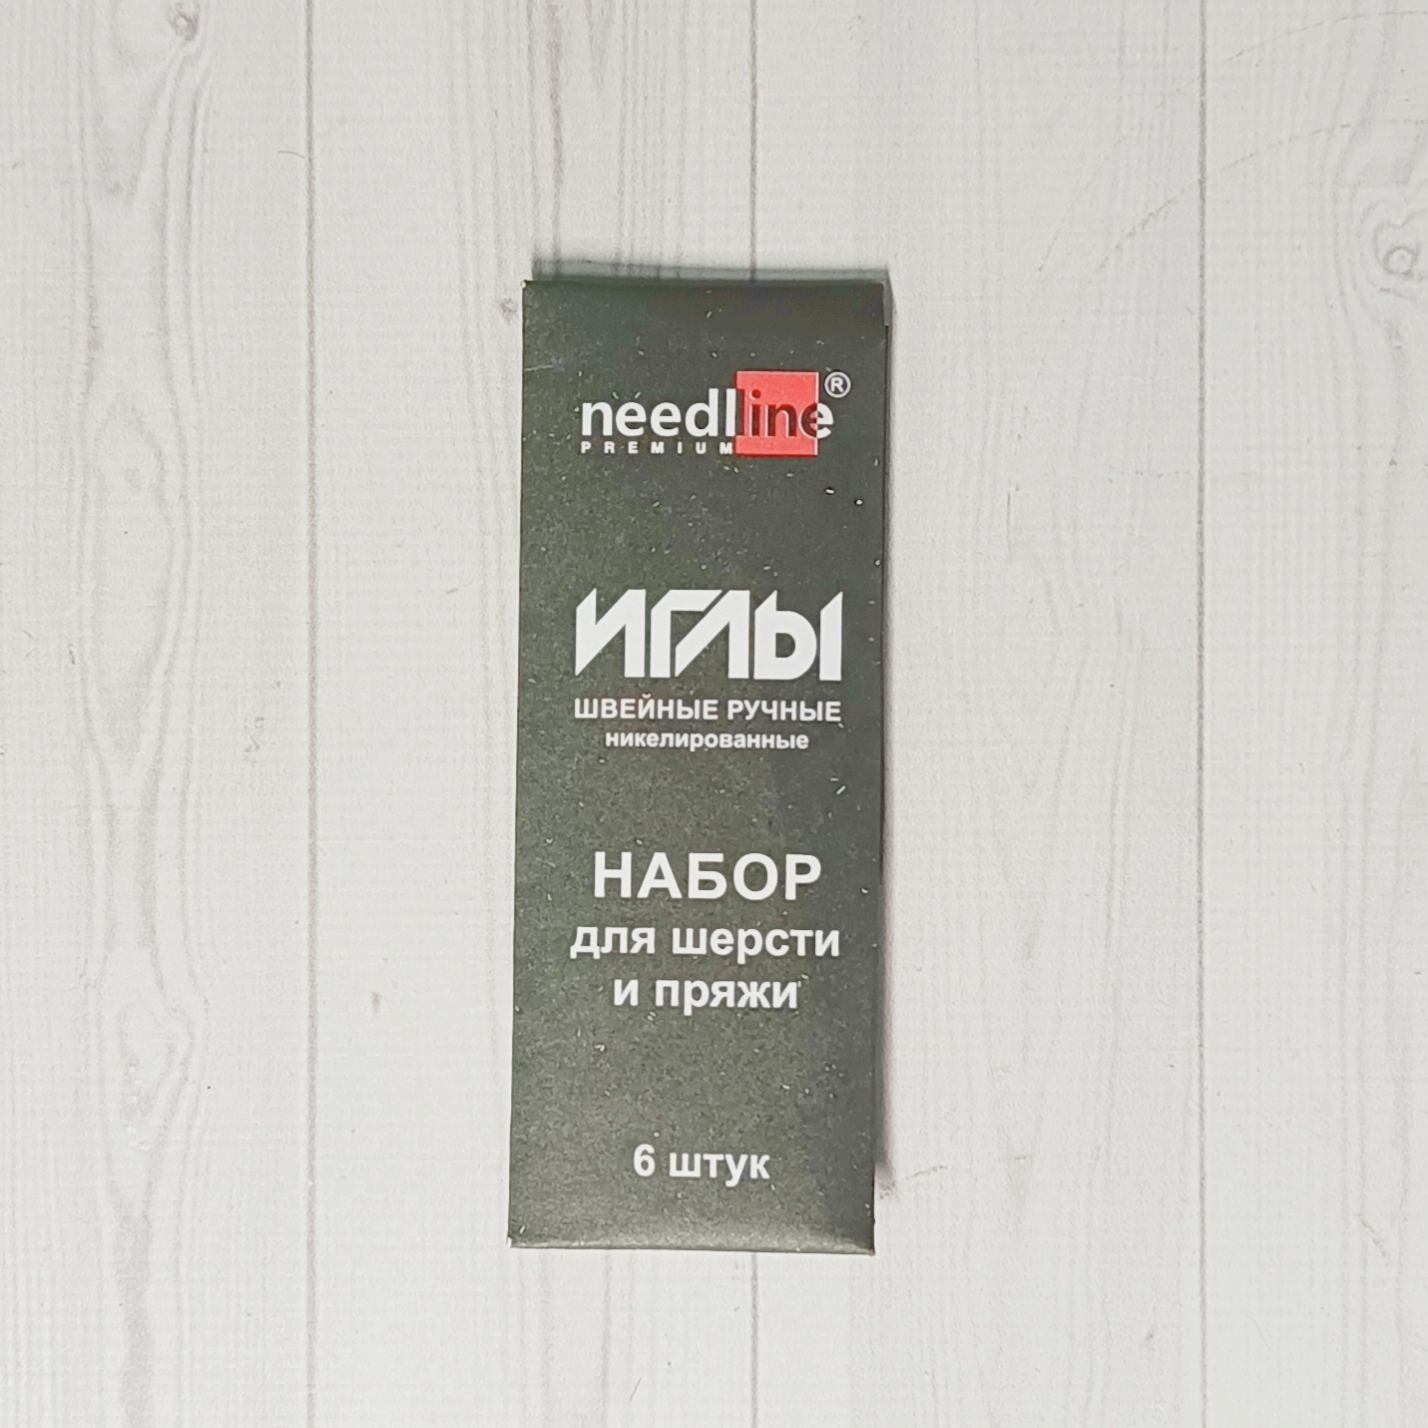 needlline®
PREMIUM
ИГЛЫ
ШВЕЙНЫЕ РУЧНЫЕ
никелированные
НАБОР
для шерсти
и пряжи
6 штук